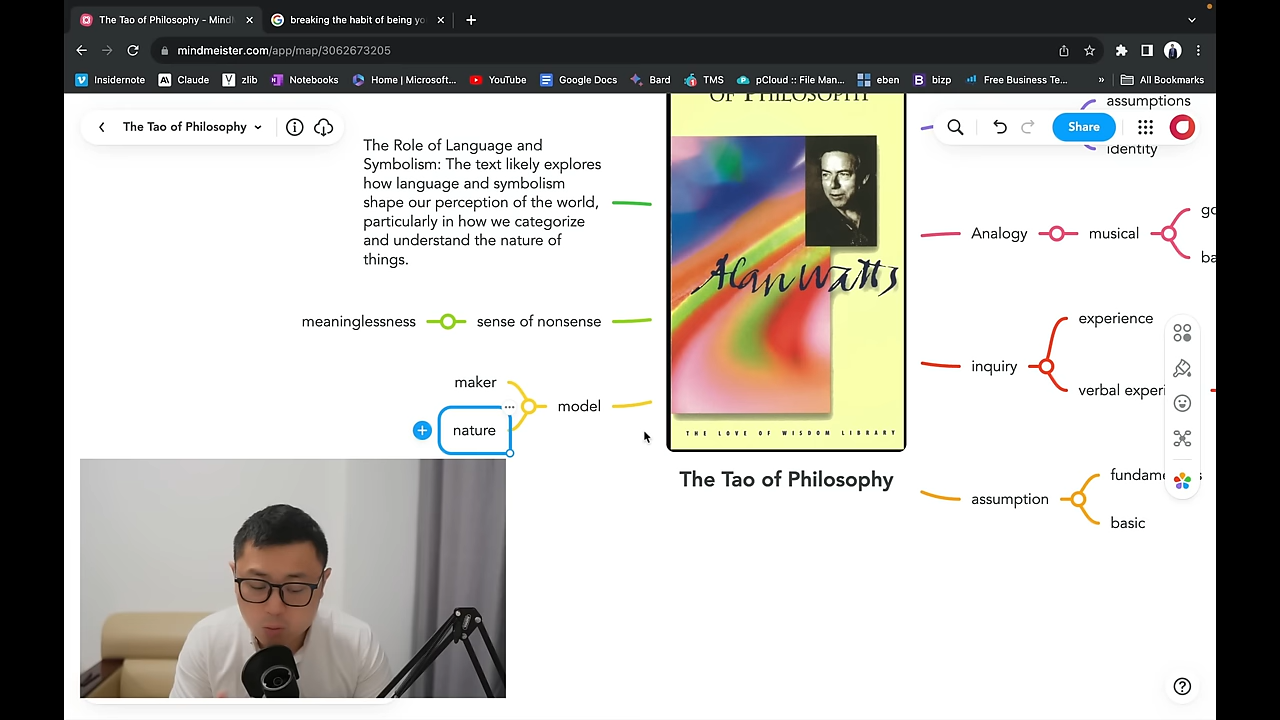 The Tao of Philosophy - Mind
breaking the habit of being yo
mindmeister.com/app/map/3062673205
Insidernote
Claude
zlib
Notebooks
Home | Microsoft...
YouTube
Google Docs
Bard
TMS
pCloud :: File Man...
eben
bizp
Free Business Te...
»
All Bookmarks
The Tao of Philosophy
Share
OF PHILOSOPHY
Alan Watts
THE LOVE OF WISDOM LIBRARY
The Tao of Philosophy
The Role of Language and
Symbolism: The text likely explores
how language and symbolism
shape our perception of the world,
particularly in how we categorize
and understand the nature of
things.
meaninglessness
sense of nonsense
maker
model
nature
assumptions
identity
Analogy
musical
go
ba
inquiry
experience
verbal experi
assumption
fundame
s
basic